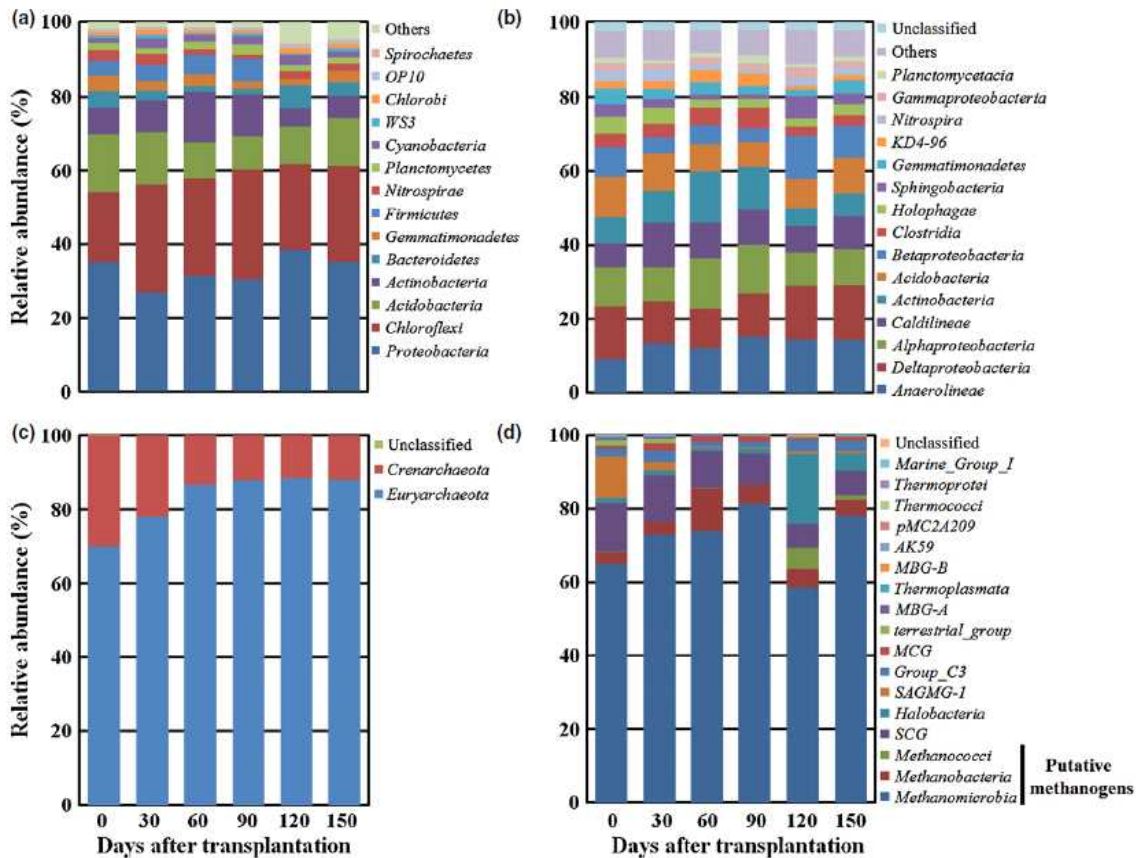 (a)
100
80
60
40
20
0
Relative abundance (%)
Others
Spirochaetes
OP10
Chlorobi
WS3
Cyanobacteria
Planctomycetes
Nitrospirae
Firmicutes
Gemmatimonadetes
Bacteroidetes
Actinobacteria
Acidobacteria
Chloroflexi
Proteobacteria
(b)
100
80
60
40
20
0
Unclassified
Others
Planctomycetacia
Gammaproteobacteria
Nitrospira
KD4-96
Gemmatimonadetes
Sphingobacteria
Holophagae
Clostridia
Betaproteobacteria
Acidobacteria
Actinobacteria
Caldilineae
Alphaproteobacteria
Deltaproteobacteria
Anaerolineae
(c)
100
80
60
40
20
0
Relative abundance (%)
Unclassified
Crenarchaeota
Euryarchaeota
0 30 60 90 120 150
Days after transplantation
(d)
100
80
60
40
20
0
Unclassified
Marine_Group_I
Thermoprotei
Thermococci
pMC2A209
AK59
MBG-B
Thermoplasmata
MBG-A
terrestrial_group
MCG
Group_C3
SAGMG-1
Halobacteria
SCG
Methanococci
Methanobacteria
Methanomicrobia
Putative
methanogens
0 30 60 90 120 150
Days after transplantation